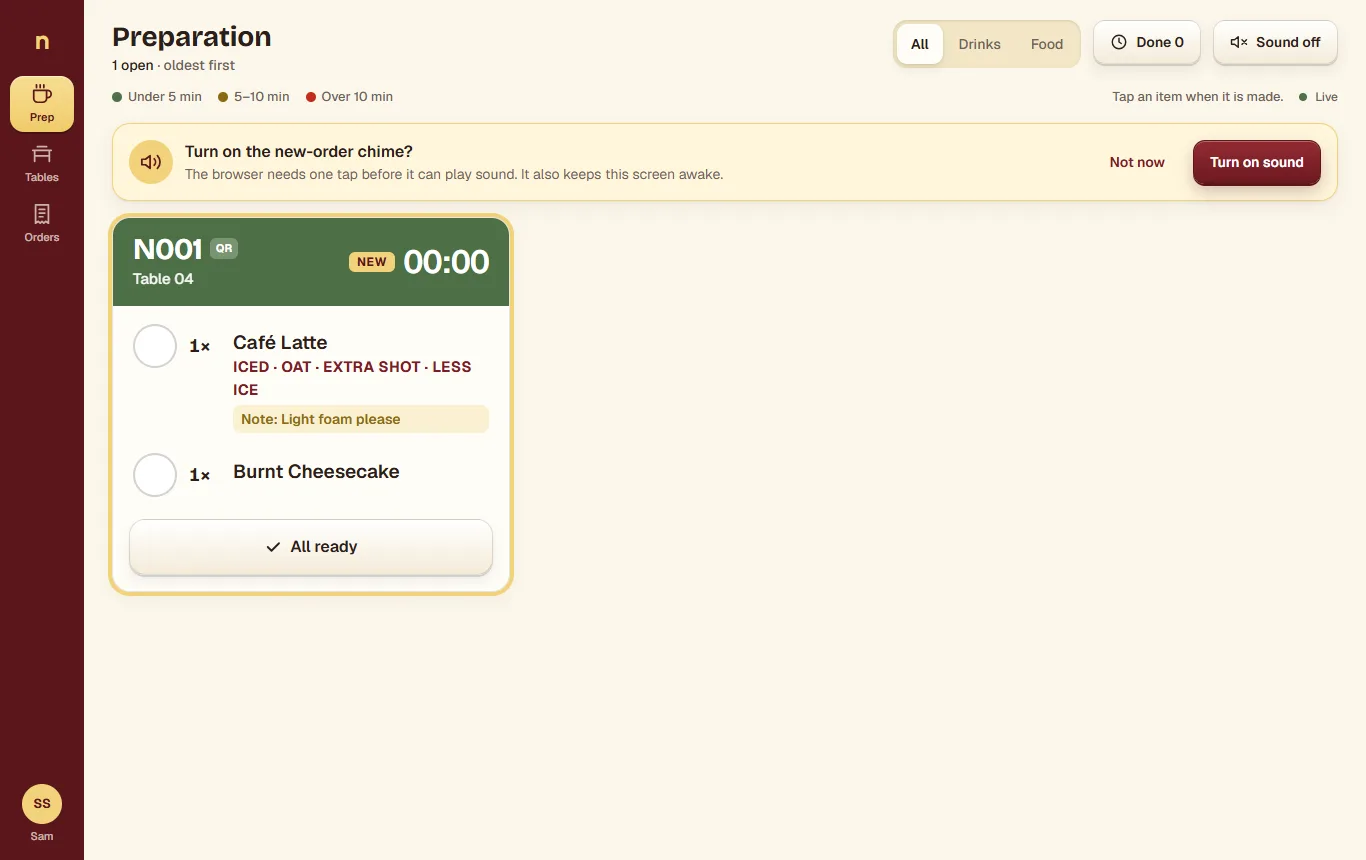 n
Prep
Tables
Orders
SS
Sam
Preparation
1 open · oldest first
All
Drinks
Food
Done 0
Sound off
Under 5 min
5–10 min
Over 10 min
Tap an item when it is made.
Live
Turn on the new-order chime?
The browser needs one tap before it can play sound. It also keeps this screen awake.
Not now
Turn on sound
N001 QR
Table 04
NEW 00:00
1× Café Latte
ICED · OAT · EXTRA SHOT · LESS
ICE
Note: Light foam please
1× Burnt Cheesecake
All ready